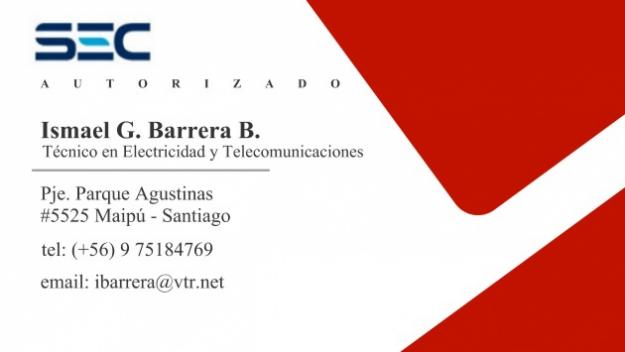 SEC
AUTORIZADO
Ismael G. Barrera B.
Técnico en Electricidad y Telecomunicaciones
Pje. Parque Agustinas
#5525 Maipú - Santiago
tel: (+56) 9 75184769
email: ibarrera@vtr.net